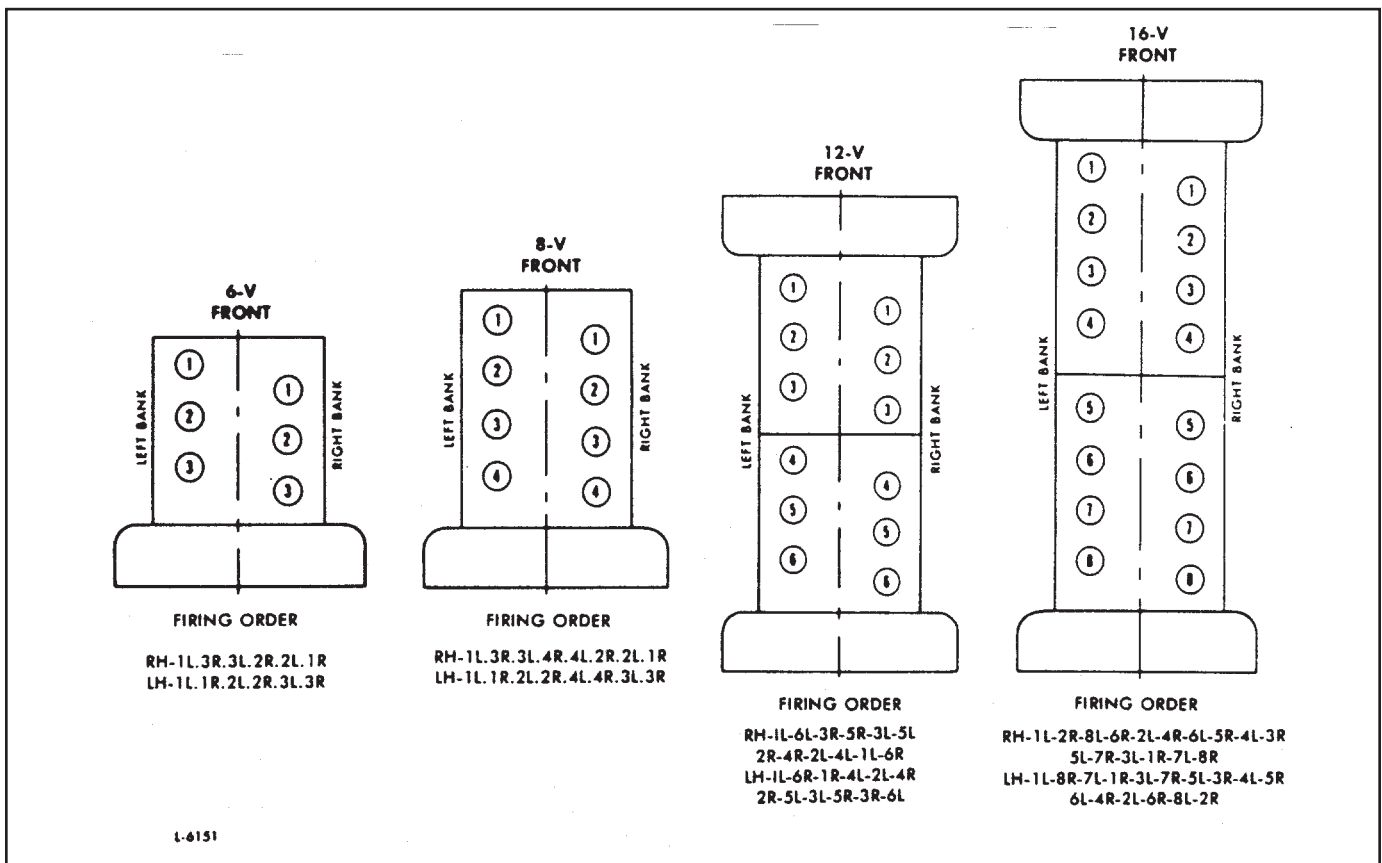 6-V
FRONT
LEFT BANK
1
2
3
1
2
3
RIGHT BANK
FIRING ORDER
RH-1L.3R.3L.2R.2L.1R
LH-1L.1R.2L.2R.3L.3R
8-V
FRONT
LEFT BANK
1
2
3
4
1
2
3
4
RIGHT BANK
FIRING ORDER
RH-1L.3R.3L.4R.4L.2R.2L.1R
LH-1L.1R.2L.2R.4L.4R.3L.3R
12-V
FRONT
LEFT BANK
1
2
3
4
5
6
1
2
3
4
5
6
RIGHT BANK
FIRING ORDER
RH-IL-6L-3R-5R-3L-5L
2R-4R-2L-4L-1L-6R
LH-IL-6R-1R-4L-2L-4R
2R-5L-3L-5R-3R-6L
16-V
FRONT
LEFT BANK
1
2
3
4
5
6
7
8
1
2
3
4
5
6
7
8
RIGHT BANK
FIRING ORDER
RH-1L-2R-8L-6R-2L-4R-6L-5R-4L-3R
5L-7R-3L-1R-7L-8R
LH-1L-8R-7L-1R-3L-7R-5L-3R-4L-5R
6L-4R-2L-6R-8L-2R
L-6151